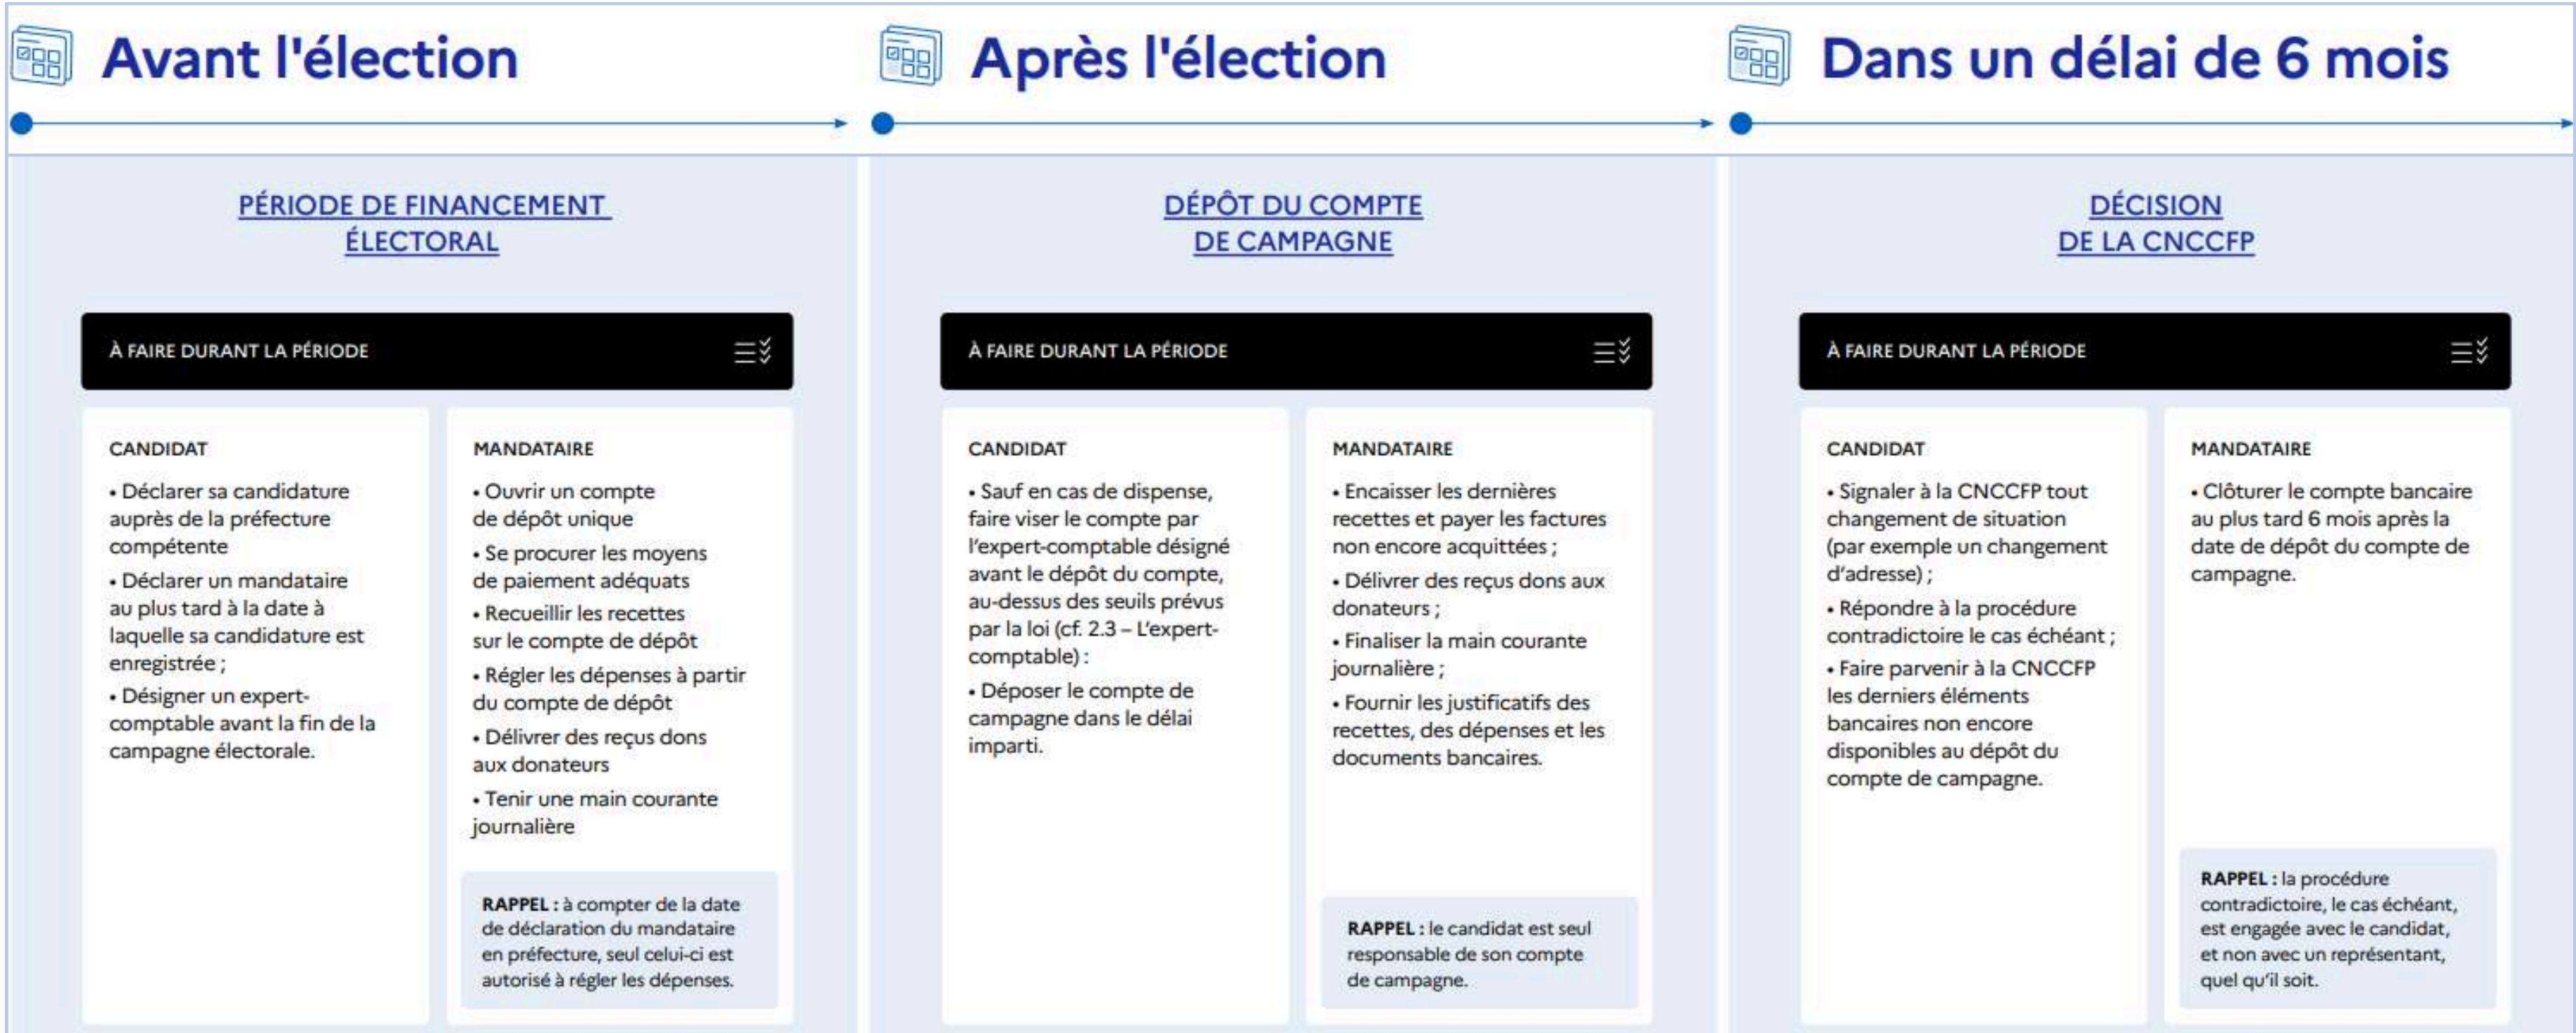 Avant l'élection
PÉRIODE DE FINANCEMENT
ÉLECTORAL
À FAIRE DURANT LA PÉRIODE
CANDIDAT
• Déclarer sa candidature
auprès de la préfecture
compétente
• Déclarer un mandataire
au plus tard à la date à
laquelle sa candidature est
enregistrée ;
• Désigner un expert-
comptable avant la fin de la
campagne électorale.
MANDATAIRE
• Ouvrir un compte
de dépôt unique
• Se procurer les moyens
de paiement adéquats
• Recueillir les recettes
sur le compte de dépôt
• Régler les dépenses à partir
du compte de dépôt
• Délivrer des reçus dons
aux donateurs
• Tenir une main courante
journalière
RAPPEL : à compter de la date
de déclaration du mandataire
en préfecture, seul celui-ci est
autorisé à régler les dépenses.
Après l'élection
DÉPÔT DU COMPTE
DE CAMPAGNE
À FAIRE DURANT LA PÉRIODE
CANDIDAT
• Sauf en cas de dispense,
faire viser le compte par
l'expert-comptable désigné
avant le dépôt du compte,
au-dessus des seuils prévus
par la loi (cf. 2.3 – L'expert-
comptable) :
• Déposer le compte de
campagne dans le délai
imparti.
MANDATAIRE
• Encaisser les dernières
recettes et payer les factures
non encore acquittées ;
• Délivrer des reçus dons aux
donateurs ;
• Finaliser la main courante
journalière ;
• Fournir les justificatifs des
recettes, des dépenses et les
documents bancaires.
RAPPEL : le candidat est seul
responsable de son compte
de campagne.
Dans un délai de 6 mois
DÉCISION
DE LA CNCCFP
À FAIRE DURANT LA PÉRIODE
CANDIDAT
• Signaler à la CNCCFP tout
changement de situation
(par exemple un changement
d'adresse) ;
• Répondre à la procédure
contradictoire le cas échéant ;
• Faire parvenir à la CNCCFP
les derniers éléments
bancaires non encore
disponibles au dépôt du
compte de campagne.
MANDATAIRE
• Clôturer le compte bancaire
au plus tard 6 mois après la
date de dépôt du compte de
campagne.
RAPPEL : la procédure
contradictoire, le cas échéant,
est engagée avec le candidat,
et non avec un représentant,
quel qu'il soit.